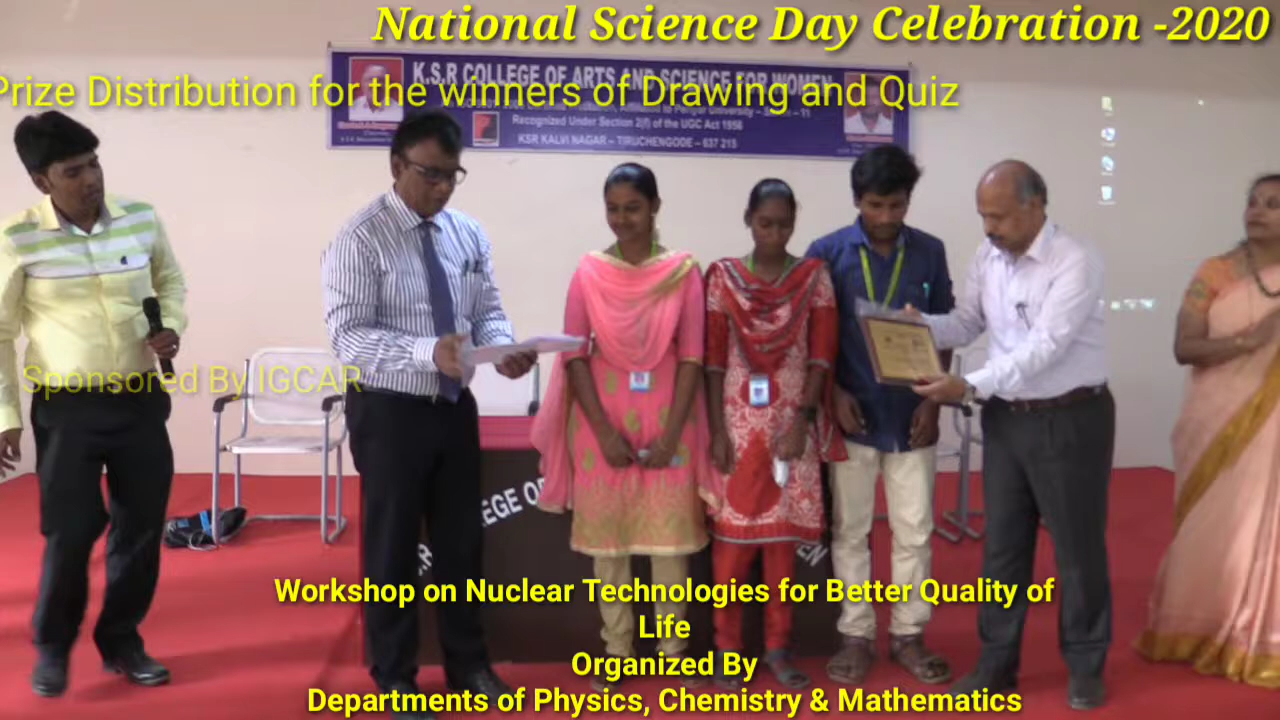 National Science Day Celebration -2020
K.S.R COLLEGE OF ARTS AND SCIENCE FOR WOMEN
Prize Distribution for the winners of Drawing and Quiz
Recognized Under Section 2(f) of the UGC Act 1956
KSR KALVI NAGAR – TIRUCHENGODE – 637 215
Sponsored By IGCAR
EGE OF
Workshop on Nuclear Technologies for Better Quality of
Life
Organized By
Departments of Physics, Chemistry & Mathematics